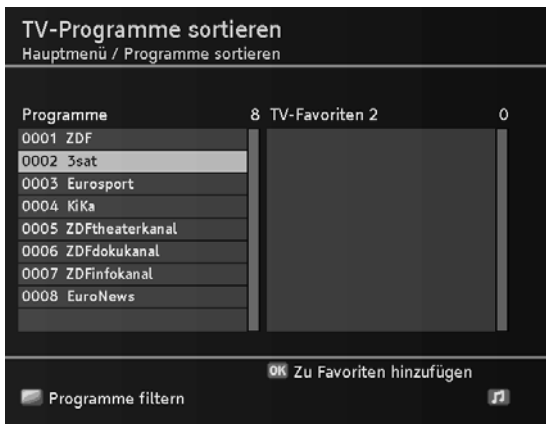 TV-Programme sortieren
Hauptmenü / Programme sortieren
Programme 8 TV-Favoriten 2 0
0001 ZDF
0002 3sat
0003 Eurosport
0004 KiKa
0005 ZDFtheaterkanal
0006 ZDFdokukanal
0007 ZDFinfokanal
0008 EuroNews
OK Zu Favoriten hinzufügen
Programme filtern